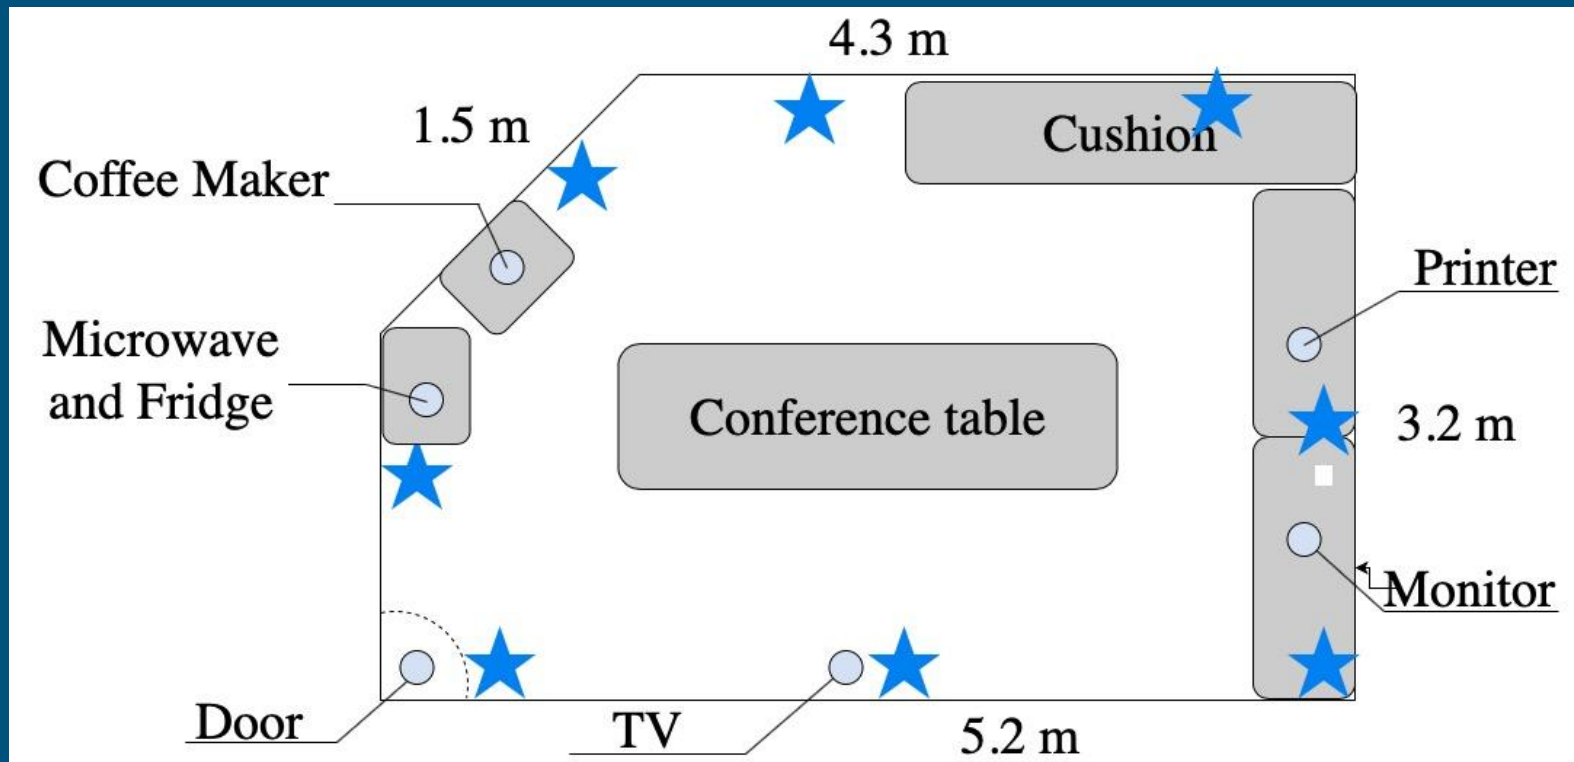 4.3 m
1.5 m
Cushion
Coffee Maker
Printer
Microwave
and Fridge
Conference table
3.2 m
Monitor
Door
TV
5.2 m